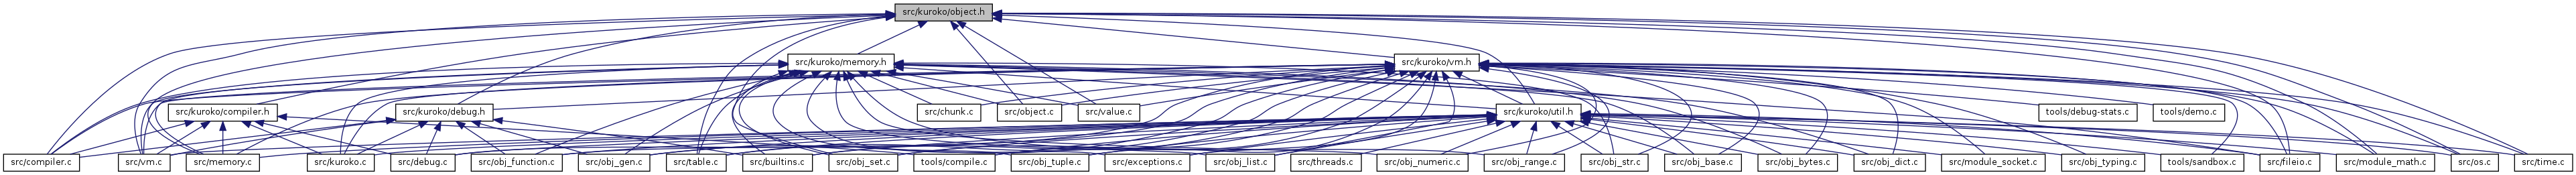 src/kuroko/object.h
src/kuroko/memory.h
src/kuroko/vm.h
src/kuroko/compiler.h
src/kuroko/debug.h
src/chunk.c
src/object.c
src/value.c
src/kuroko/util.h
tools/debug-stats.c
tools/demo.c
src/compiler.c
src/vm.c
src/memory.c
src/kuroko.c
src/debug.c
src/obj_function.c
src/obj_gen.c
src/table.c
src/builtins.c
src/obj_set.c
tools/compile.c
src/obj_tuple.c
src/exceptions.c
src/obj_list.c
src/threads.c
src/obj_numeric.c
src/obj_range.c
src/obj_str.c
src/obj_base.c
src/obj_bytes.c
src/obj_dict.c
src/module_socket.c
src/obj_typing.c
tools/sandbox.c
src/fileio.c
src/module_math.c
src/os.c
src/time.c